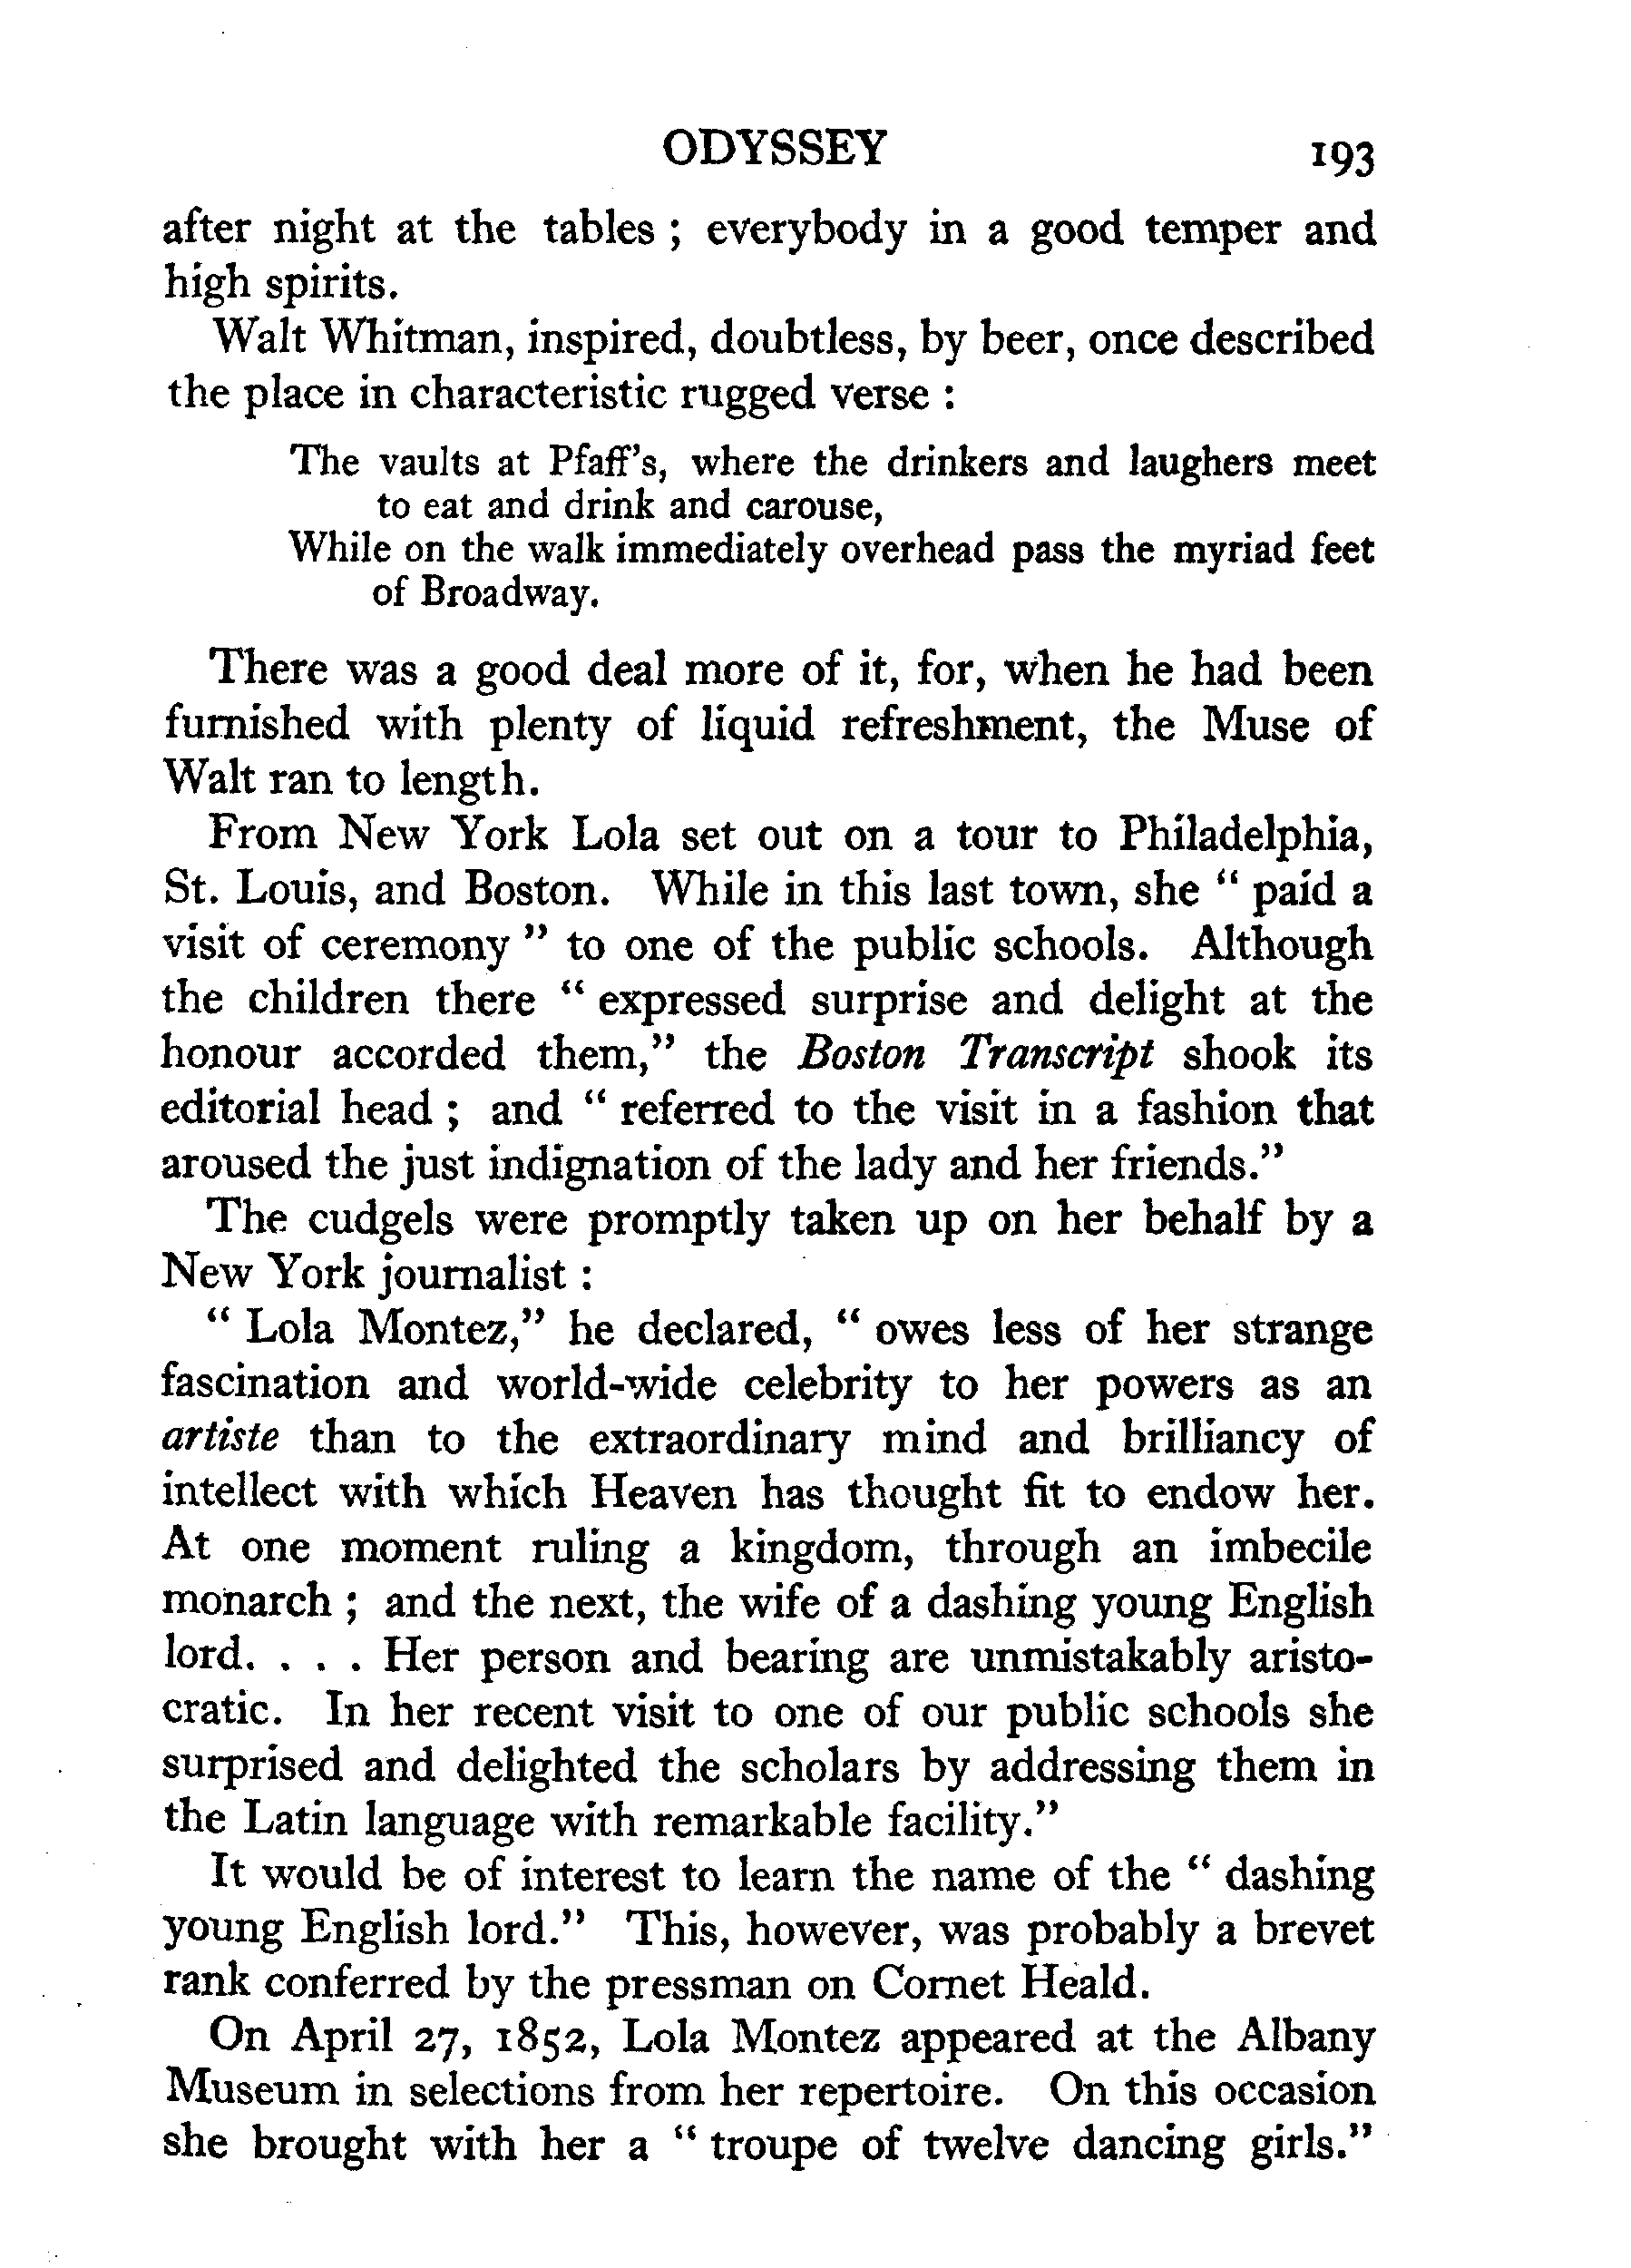 ODYSSEY 193
after night at the tables ; everybody in a good temper and
high spirits.
Walt Whitman, inspired, doubtless, by beer, once described
the place in characteristic rugged verse :
The vaults at Pfaff's, where the drinkers and laughers meet
to eat and drink and carouse,
While on the walk immediately overhead pass the myriad feet
of Broadway.
There was a good deal more of it, for, when he had been
furnished with plenty of liquid refreshment, the Muse of
Walt ran to length.
From New York Lola set out on a tour to Philadelphia,
St. Louis, and Boston. While in this last town, she " paid a
visit of ceremony " to one of the public schools. Although
the children there " expressed surprise and delight at the
honour accorded them," the Boston Transcript shook its
editorial head ; and " referred to the visit in a fashion that
aroused the just indignation of the lady and her friends."
The cudgels were promptly taken up on her behalf by a
New York journalist :
" Lola Montez," he declared, " owes less of her strange
fascination and world-wide celebrity to her powers as an
artiste than to the extraordinary mind and brilliancy of
intellect with which Heaven has thought fit to endow her.
At one moment ruling a kingdom, through an imbecile
monarch ; and the next, the wife of a dashing young English
lord. . . . Her person and bearing are unmistakably aristo-
cratic. In her recent visit to one of our public schools she
surprised and delighted the scholars by addressing them in
the Latin language with remarkable facility."
It would be of interest to learn the name of the " dashing
young English lord." This, however, was probably a brevet
rank conferred by the pressman on Cornet Heald.
On April 27, 1852, Lola Montez appeared at the Albany
Museum in selections from her repertoire. On this occasion
she brought with her a " troupe of twelve dancing girls."